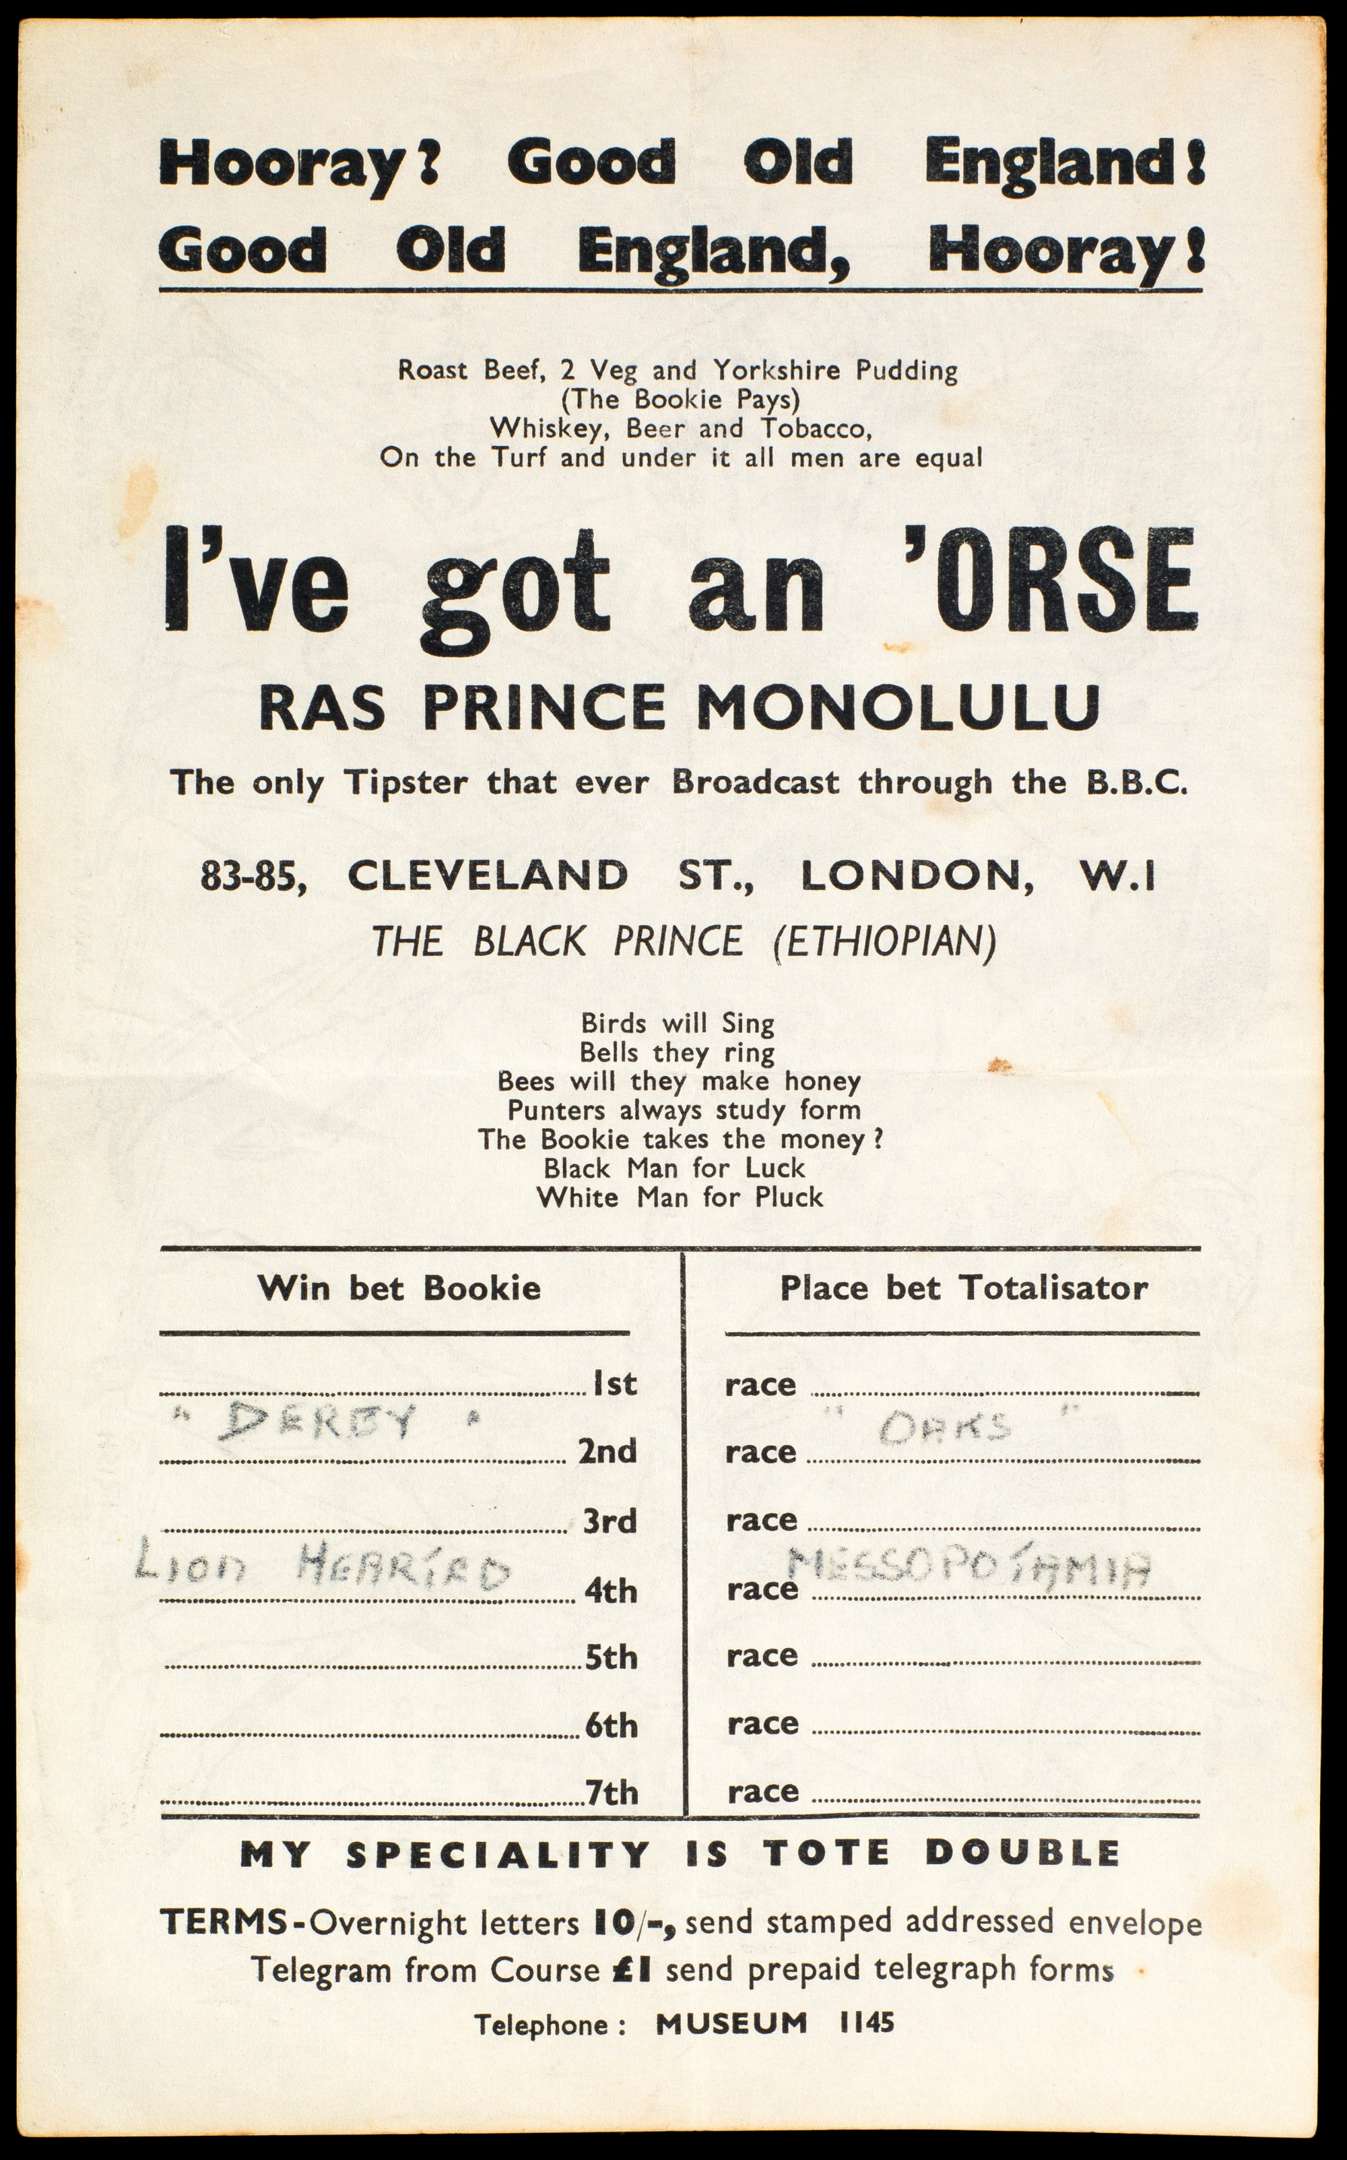 Hooray? Good Old England!
Good Old England, Hooray!
Roast Beef, 2 Veg and Yorkshire Pudding
(The Bookie Pays)
Whiskey, Beer and Tobacco,
On the Turf and under it all men are equal
I've got an 'ORSE
RAS PRINCE MONOLULU
The only Tipster that ever Broadcast through the B.B.C.
83-85, CLEVELAND ST., LONDON, W.1
THE BLACK PRINCE (ETHIOPIAN)
Birds will Sing
Bells they ring
Bees will they make honey
Punters always study form
The Bookie takes the money?
Black Man for Luck
White Man for Pluck
Win bet Bookie Place bet Totalisator
1st race
" DERBY " " OAKS "
2nd race
3rd race
LION HEARTED MESSOPOTAMIA
4th race
5th race
6th race
7th race
MY SPECIALITY IS TOTE DOUBLE
TERMS-Overnight letters 10/-, send stamped addressed envelope
Telegram from Course £1 send prepaid telegraph forms
Telephone: MUSEUM 1145